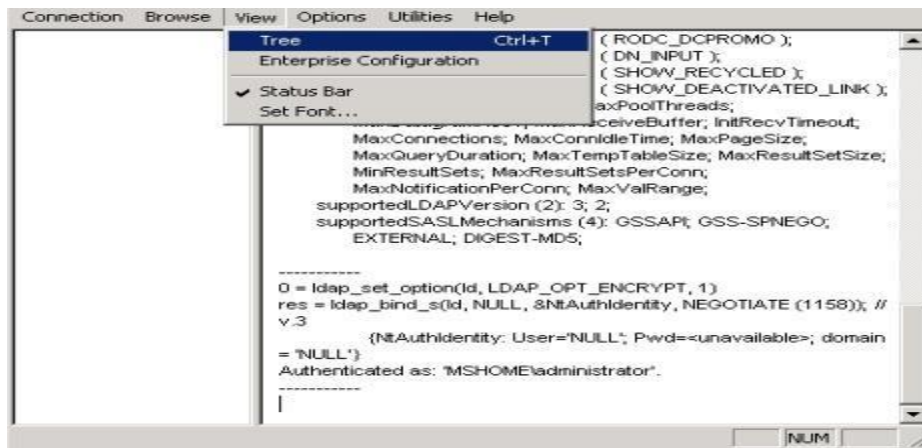 Connection Browse View Options Utilities Help
Tree Ctrl+T
Enterprise Configuration
Status Bar
Set Font...
( RODC_DCPROMO );
( DN_INPUT );
( SHOW_RECYCLED );
( SHOW_DEACTIVATED_LINK );
axPoolThreads;
InitRecvTimeout;
MaxConnections; MaxConnIdleTime; MaxPageSize;
MaxQueryDuration; MaxTempTableSize; MaxResultSetSize;
MinResultSets; MaxResultSetsPerConn;
MaxNotificationPerConn; MaxValRange;
supportedLDAPVersion (2): 3; 2;
supportedSASLMechanisms (4): GSSAPI; GSS-SPNEGO;
EXTERNAL; DIGEST-MD5;
-----------
0 = ldap_set_option(ld, LDAP_OPT_ENCRYPT, 1)
res = ldap_bind_s(ld, NULL, &NtAuthIdentity, NEGOTIATE (1158)); //
v.3
{NtAuthIdentity: User='NULL'; Pwd=<unavailable>; domain
= 'NULL'}
Authenticated as: 'MSHOME\administrator'.
-----------
NUM